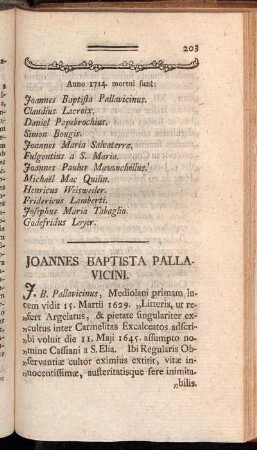 203
Anno 1714. mortui sunt:
Joannes Baptista Pallavicinus.
Claudius Lacroix.
Daniel Papebrochius.
Simon Bougis.
Joannes Maria Salvaterra.
Fulgentius a S. Maria.
Joannes Paulus Mazzuchellus.
Michaël Mac Quilin.
Henricus Weisweiler.
Fridericus Lamberti.
Josephus Maria Tabaglio.
Godefridus Loyer.
JOANNES BAPTISTA PALLA-
VICINI.
J. B. Pallavicinus, Mediolani primam lu-
cem vidit 15. Martii 1629. „Litteris, ut re-
„fert Argelatus, & pietate singulariter ex-
„cultus inter Carmelitas Excalceatos adscri-
„bi voluit die 11. Maji 1645. assumpto no-
„mine Cassiani a S. Elia. Ibi Regularis Ob-
„servantiæ cultor eximius extitit, vitæ in-
„nocentissimæ, austeritatisque fere inimita-
„bilis.